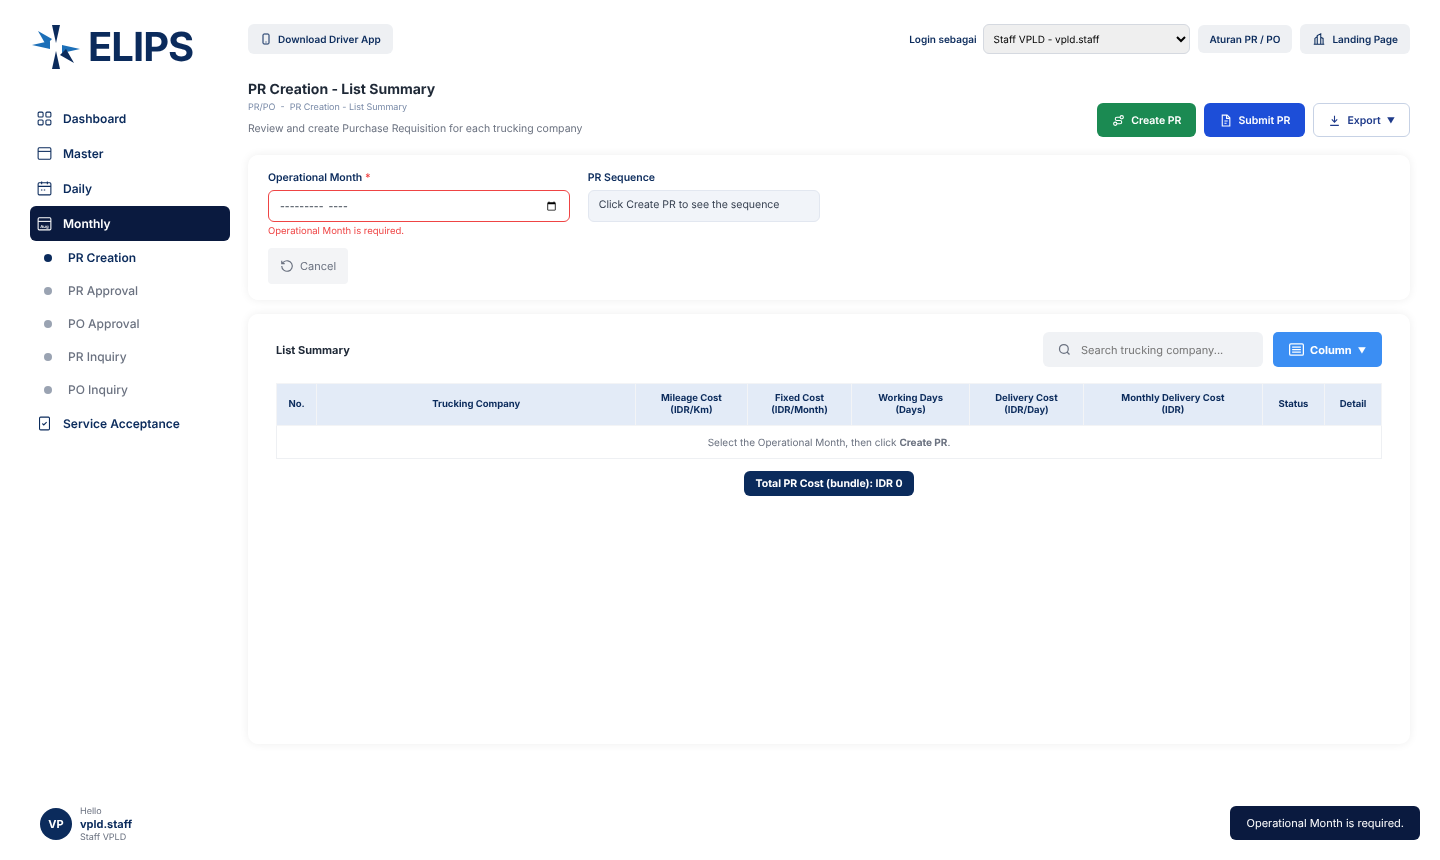 ELIPS
Download Driver App
Login sebagai
Staff VPLD - vpld.staff
Aturan PR / PO
Landing Page
Dashboard
Master
Daily
Monthly
PR Creation
PR Approval
PO Approval
PR Inquiry
PO Inquiry
Service Acceptance
PR Creation - List Summary
PR/PO - PR Creation - List Summary
Review and create Purchase Requisition for each trucking company
Create PR
Submit PR
Export ▼
Operational Month *
--------- ----
Operational Month is required.
PR Sequence
Click Create PR to see the sequence
Cancel
List Summary
Search trucking company...
Column ▼
No.
Trucking Company
Mileage Cost
(IDR/Km)
Fixed Cost
(IDR/Month)
Working Days
(Days)
Delivery Cost
(IDR/Day)
Monthly Delivery Cost
(IDR)
Status
Detail
Select the Operational Month, then click Create PR.
Total PR Cost (bundle): IDR 0
VP
Hello
vpld.staff
Staff VPLD
Operational Month is required.